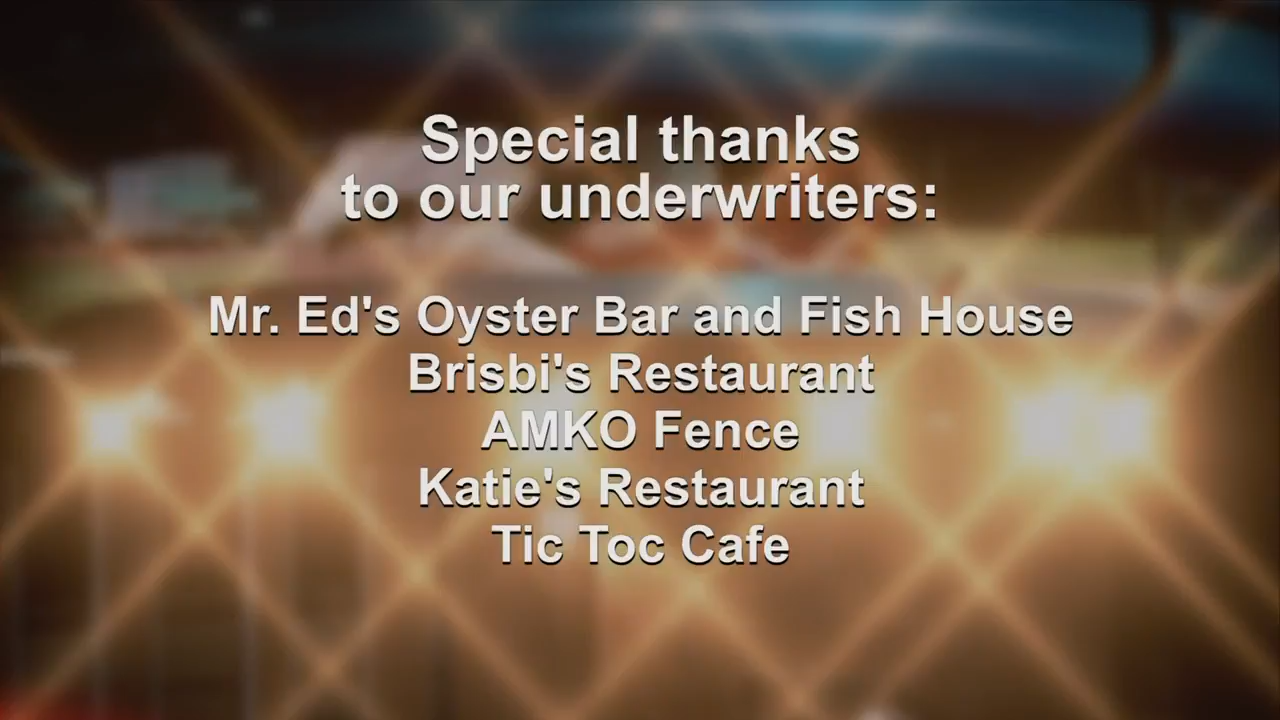 Special thanks
to our underwriters:
Mr. Ed's Oyster Bar and Fish House
Brisbi's Restaurant
AMKO Fence
Katie's Restaurant
Tic Toc Cafe